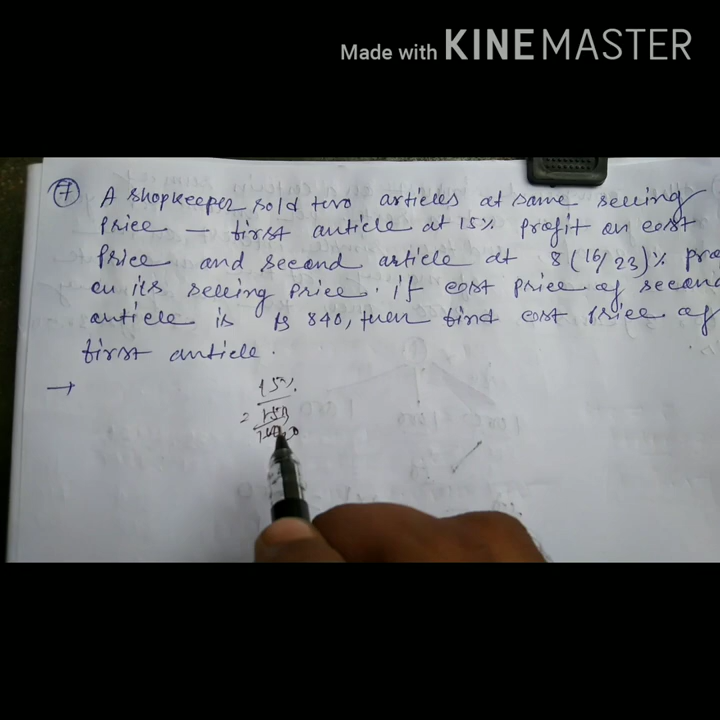 Made with KINEMASTER
7 A shopkeeper sold two articles at same selling
Price – first article at 15% profit on cost
Price and second article at 8 (16/23)% pro
on its selling price. if cost price of second
article is Rs 840, then find cost price of
first article.
→ 15%
= 15 3